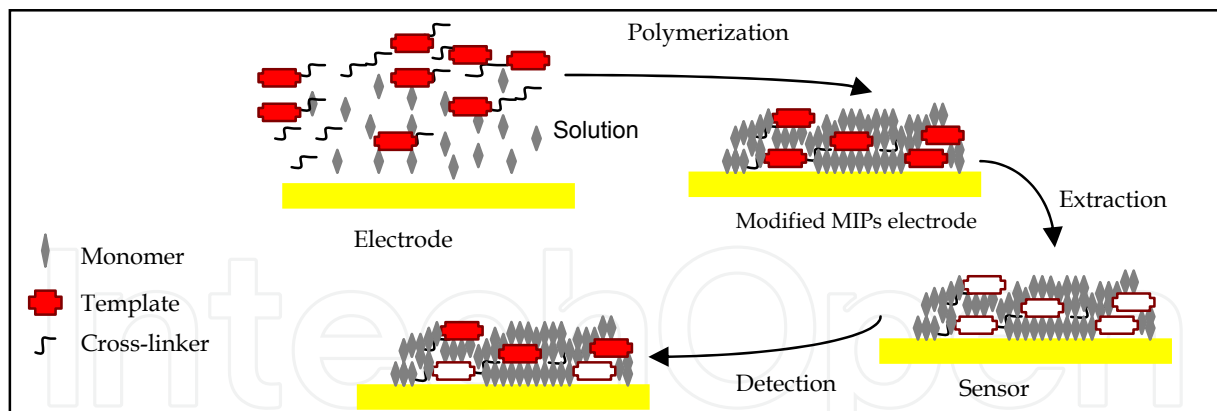 Polymerization
Solution
Electrode
Modified MIPs electrode
Extraction
Monomer
Template
Cross-linker
Detection
Sensor
IntechOpen